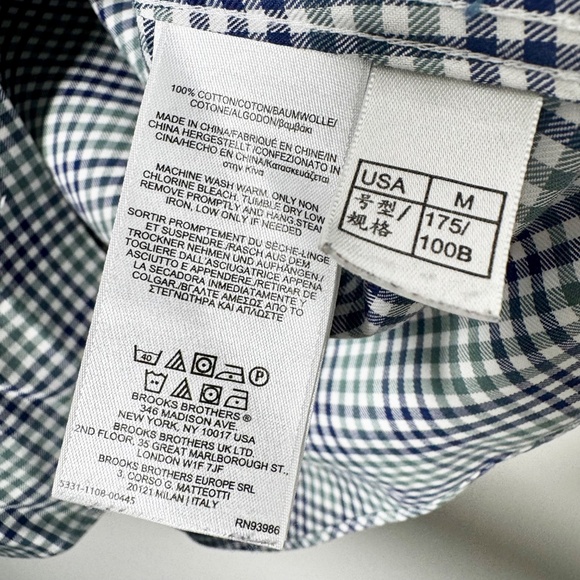 100% COTTON/COTON/BAUMWOLLE/
COTONE/ALGODON/βαμβάκι
MADE IN CHINA/FABRIQUÉ EN CHINE/IN
CHINA HERGESTELLT/CONFEZIONATO IN
CINA/HECHO EN CHINA/Κατασκευάζεται
στην Κίνα
MACHINE WASH WARM, ONLY NON
CHLORINE BLEACH, TUMBLE DRY LOW
REMOVE PROMPTLY AND HANG.STEAM
IRON, LOW ONLY IF NEEDED
SORTIR PROMPTEMENT DU SÈCHE-LINGE
ET SUSPENDRE/RASCH AUS DEM
TROCKNER NEHMEN UND AUFHÄNGEN/
TOGLIERE DALL'ASCIUGATRICE APPENA
ASCIUTTO E APPENDERE/RETIRAR DE
LA SECADORA INMEDIATAMENTE Y
COLGAR/ΒΓΑΛΤΕ ΑΜΕΣΩΣ ΑΠΟ ΤΟ
ΣΤΕΓΝΩΤΗΡΙΟ ΚΑΙ ΑΠΛΩΣΤΕ
40 P
BROOKS BROTHERS ®
346 MADISON AVE.
NEW YORK, NY 10017 USA
BROOKS BROTHERS UK LTD.
2ND FLOOR, 35 GREAT MARLBOROUGH ST.,
LONDON W1F 7JF
BROOKS BROTHERS EUROPE SRL
3, CORSO G. MATTEOTTI
20121 MILAN | ITALY
5331-1108-00445
RN93986
USA M
号型/ 175/
规格 100B